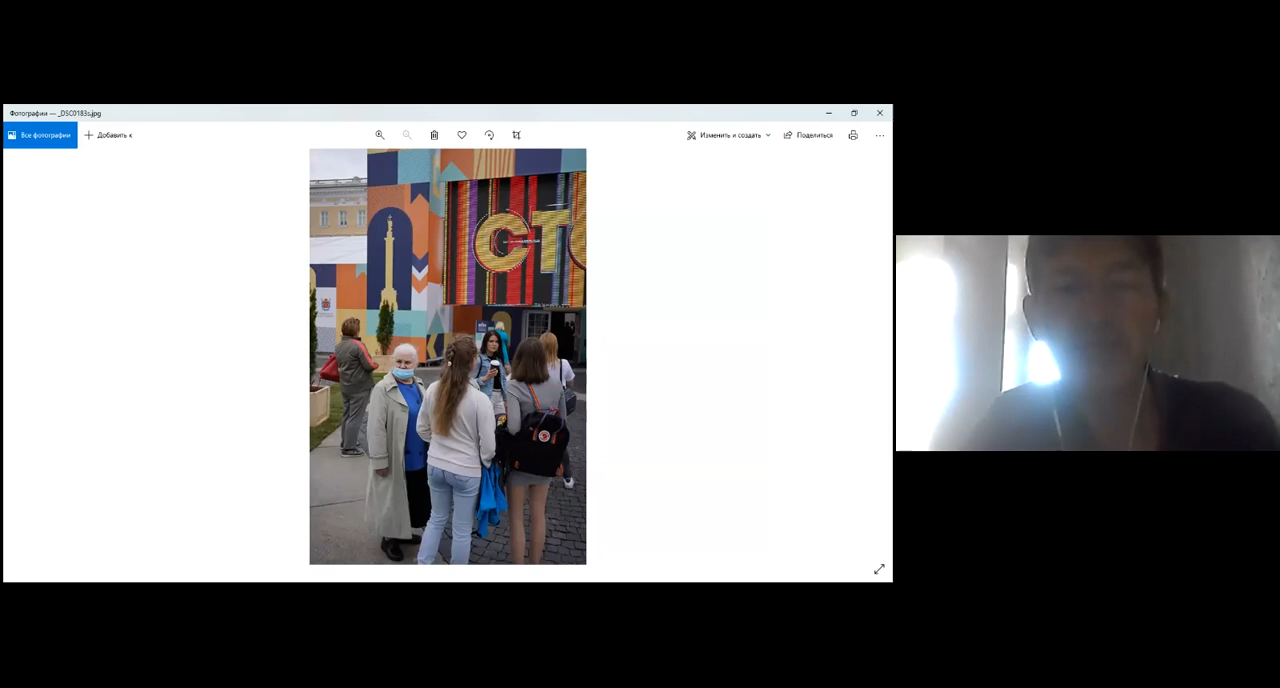 Фотографии — _DSC0183s.jpg
Все фотографии
Добавить к
Изменить и создать
Поделиться
СТ